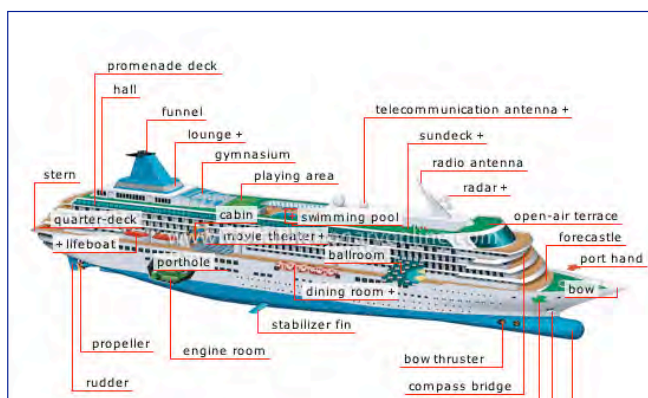 promenade deck
hall
funnel
telecommunication antenna +
lounge +
sundeck +
gymnasium
radio antenna
stern
playing area
radar +
quarter-deck
cabin
swimming pool
open-air terrace
+ lifeboat
movie theater +
forecastle
porthole
ballroom
port hand
dining room +
bow
stabilizer fin
propeller
engine room
bow thruster
rudder
compass bridge